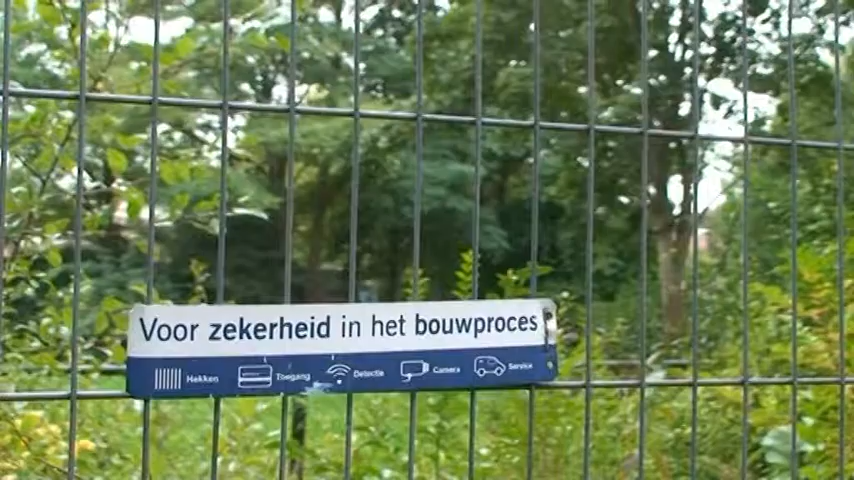 Voor zekerheid in het bouwproces
Hekken Toegang Detectie Camera Service